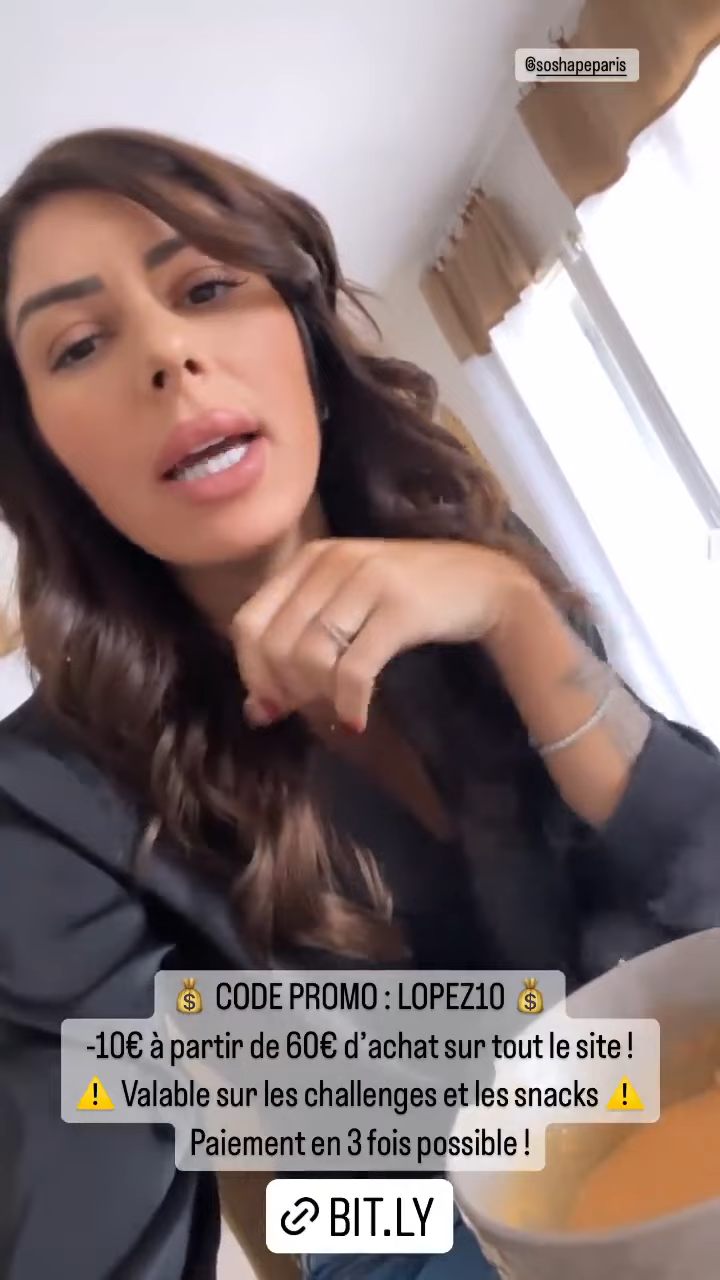 @soshapeparis
💰 CODE PROMO : LOPEZ10 💰
-10€ à partir de 60€ d’achat sur tout le site !
⚠️ Valable sur les challenges et les snacks ⚠️
Paiement en 3 fois possible !
BIT.LY